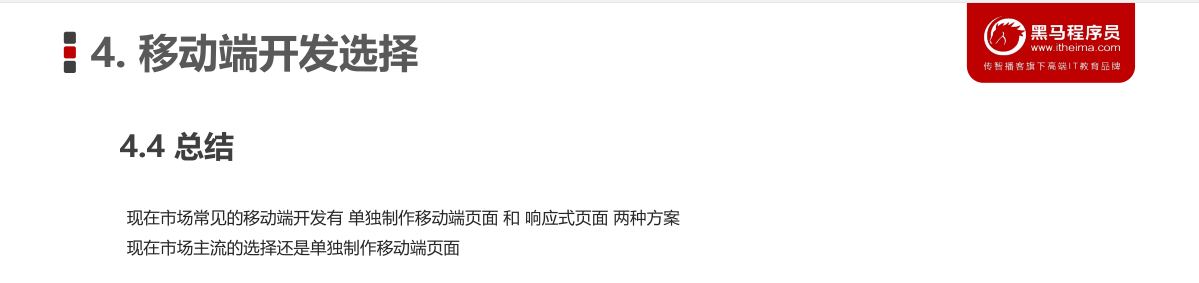 4. 移动端开发选择
黑马程序员
www.itheima.com
传智播客旗下高端IT教育品牌
4.4 总结
现在市场常见的移动端开发有 单独制作移动端页面 和 响应式页面 两种方案
现在市场主流的选择还是单独制作移动端页面